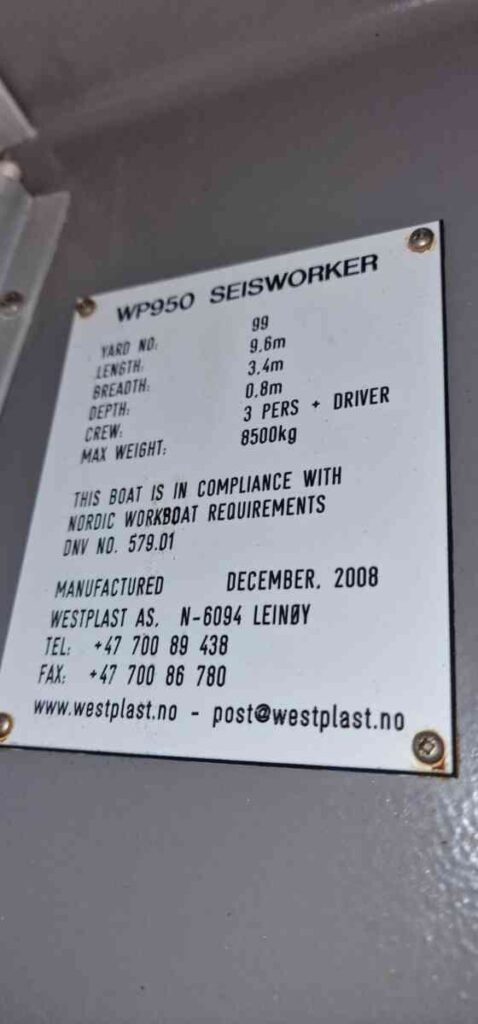 WP950 SEISWORKER
YARD NO: 99
LENGTH: 9.6m
BREADTH: 3.4m
DEPTH: 0.8m
CREW: 3 PERS + DRIVER
MAX WEIGHT: 8500kg
THIS BOAT IS IN COMPLIANCE WITH
NORDIC WORKBOAT REQUIREMENTS
DNV NO. 579.01
MANUFACTURED DECEMBER. 2008
WESTPLAST AS. N-6094 LEINØY
TEL: +47 700 89 438
FAX: +47 700 86 780
www.westplast.no - post@westplast.no